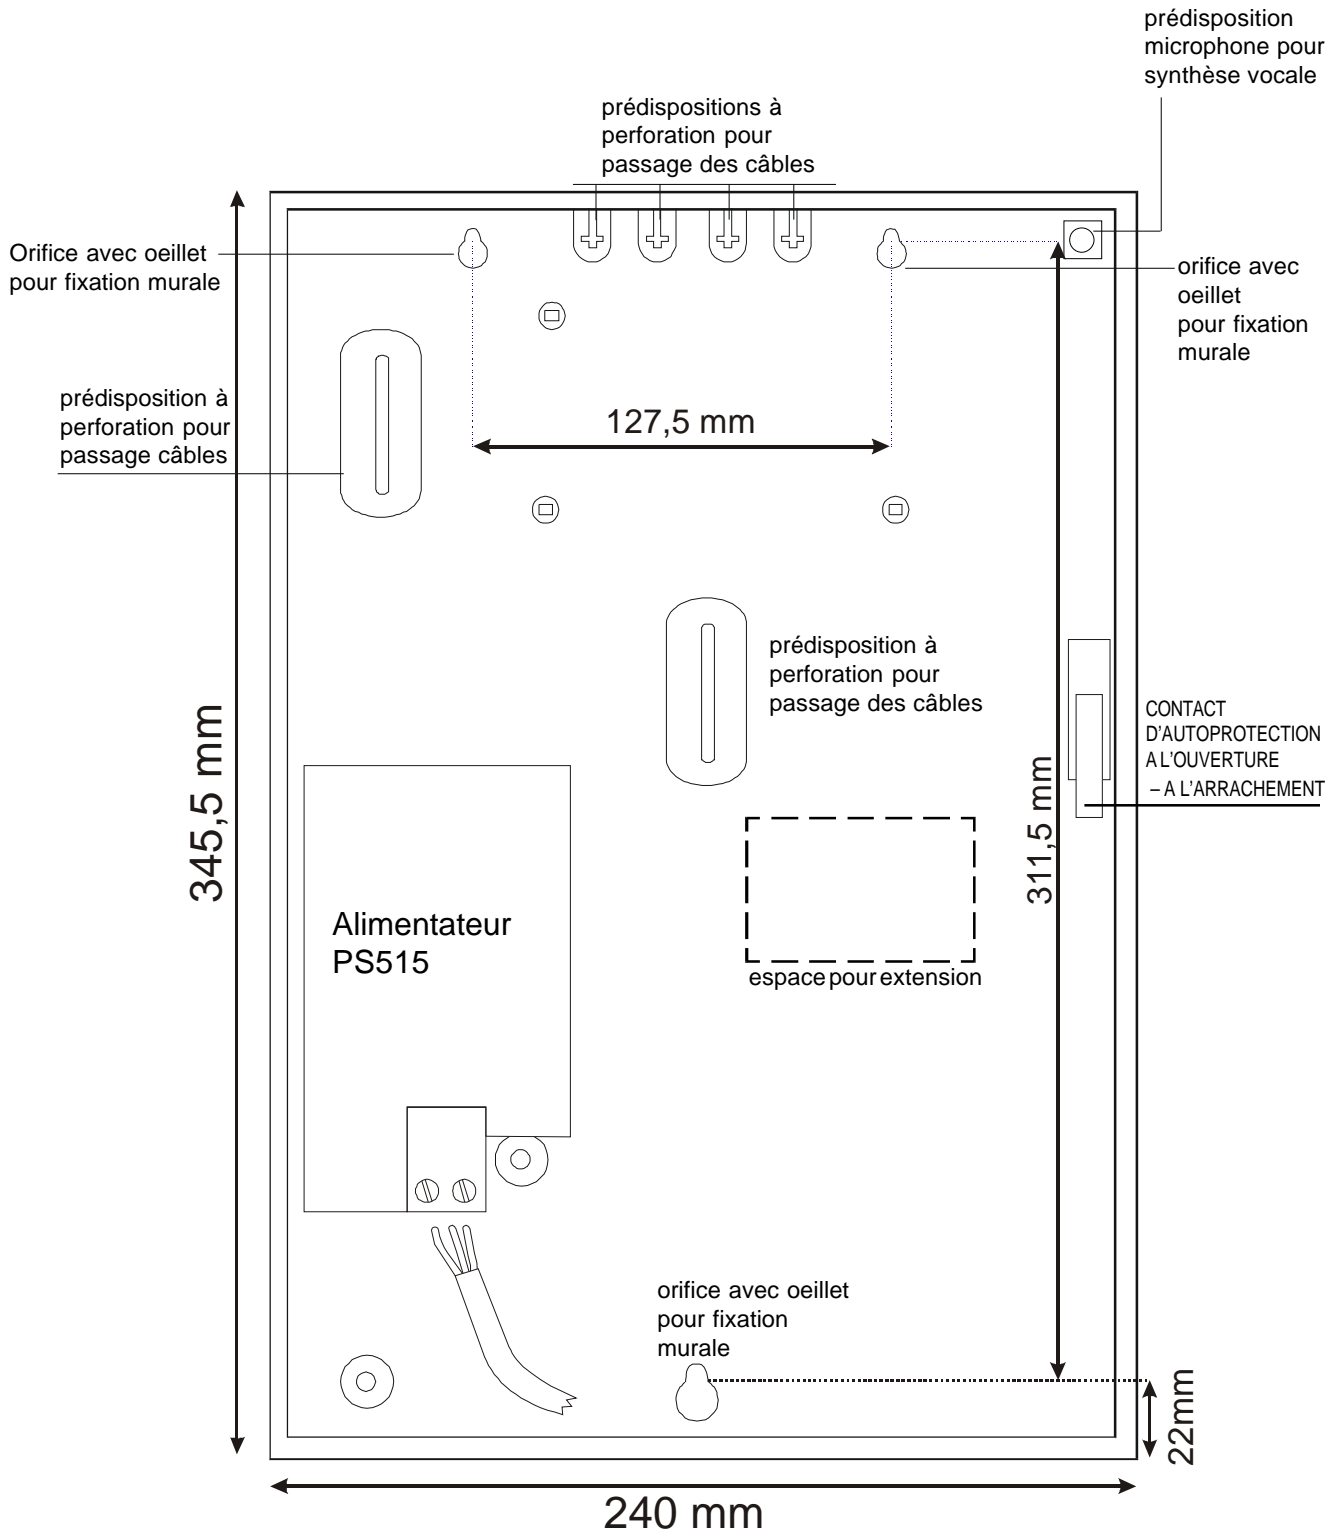 prédisposition
microphone pour
synthèse vocale
prédispositions à
perforation pour
passage des câbles
Orifice avec oeillet
pour fixation murale
orifice avec
oeillet
pour fixation
murale
prédisposition à
perforation pour
passage câbles
127,5 mm
prédisposition à
perforation pour
passage des câbles
CONTACT
D'AUTOPROTECTION
A L'OUVERTURE
– A L'ARRACHEMENT
345,5 mm
311,5 mm
Alimentateur
PS515
espace pour extension
orifice avec oeillet
pour fixation
murale
22mm
240 mm